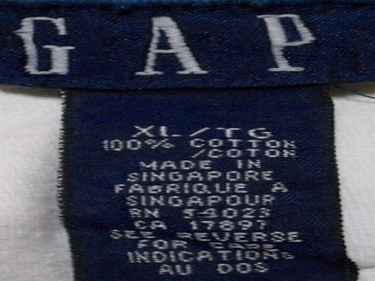 GAP
XL/TG
100% COTTON
/COTON
MADE IN
SINGAPORE
FABRIQUE A
SINGAPOUR
RN 54023
CA 17897
SEE REVERSE
FOR CARE
INDICATIONS
AU DOS